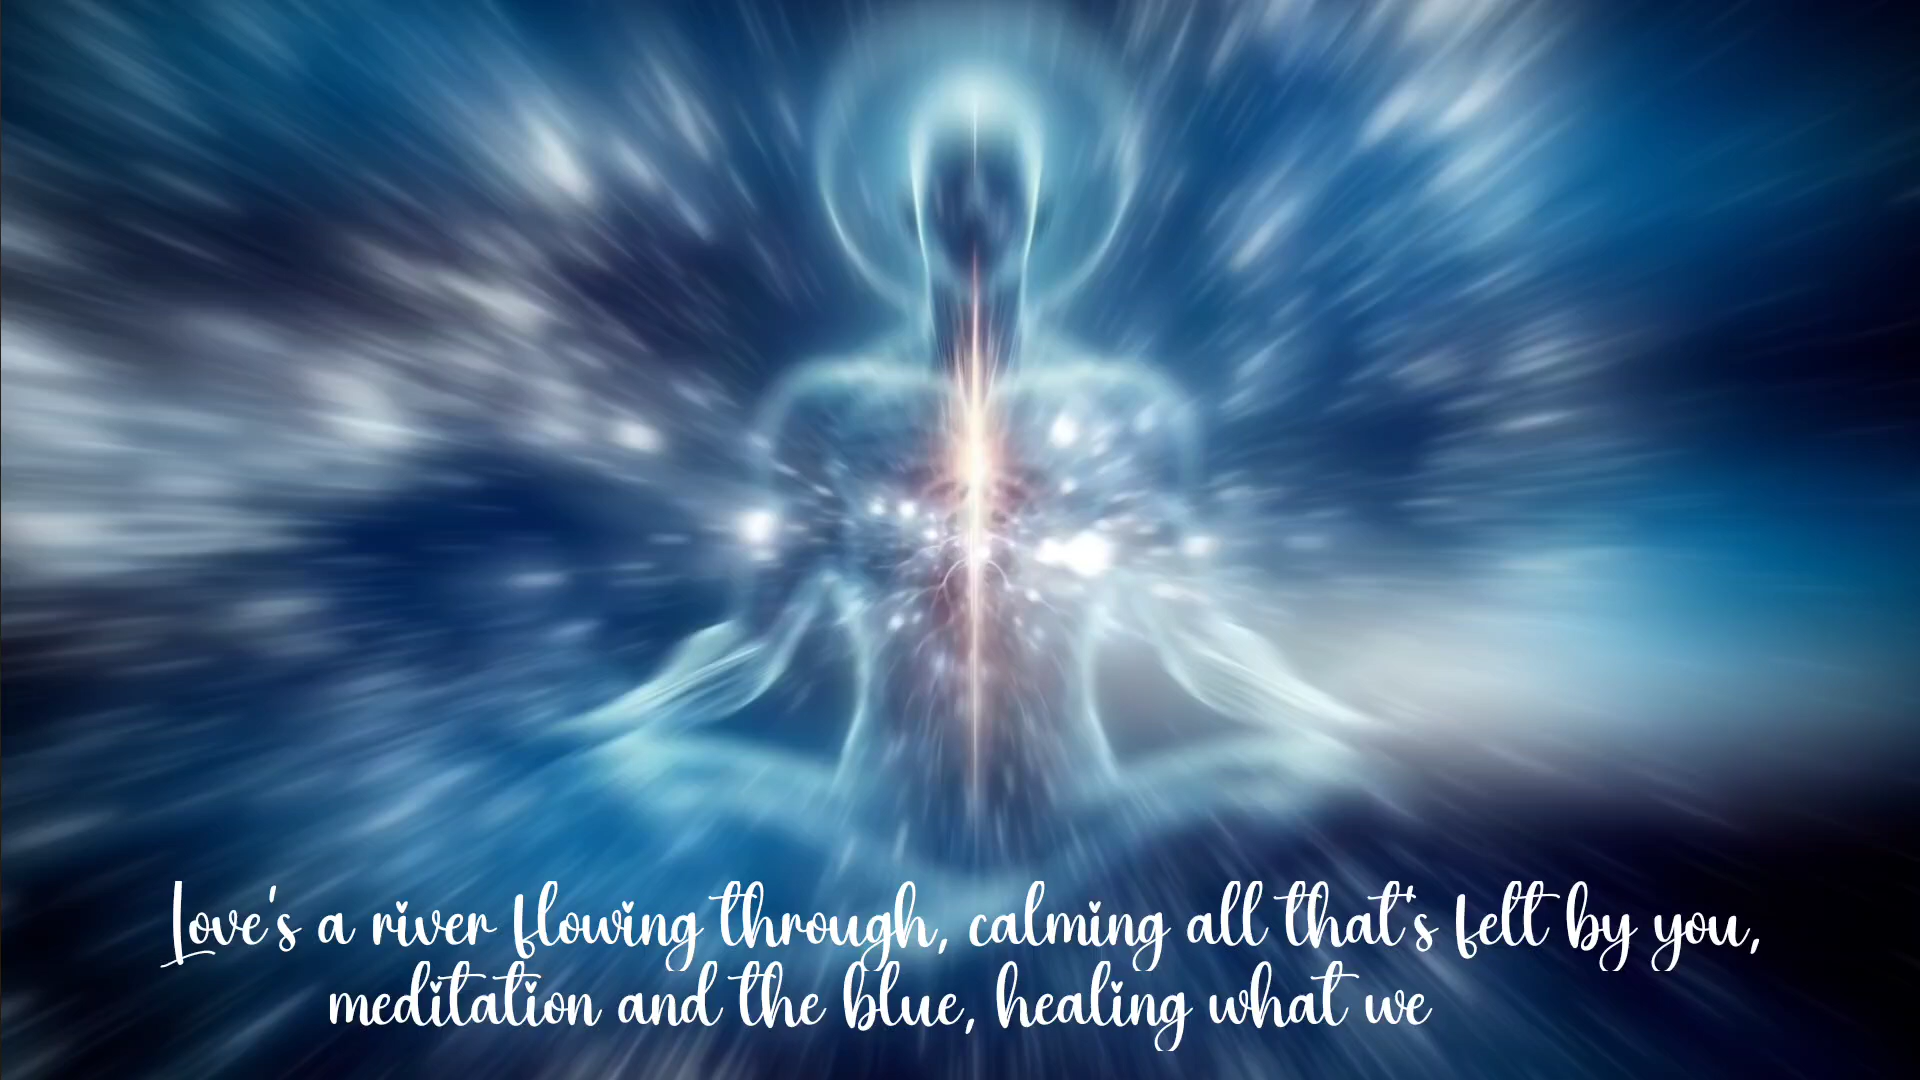 Love's a river flowing through, calming all that's felt by you,
meditation and the blue, healing what we